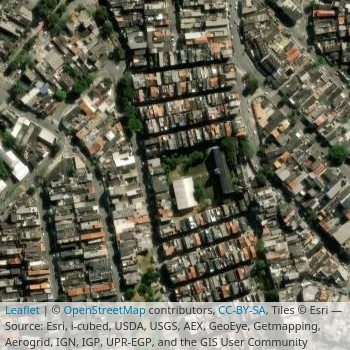 Leaflet | © OpenStreetMap contributors, CC-BY-SA, Tiles © Esri —
Source: Esri, i-cubed, USDA, USGS, AEX, GeoEye, Getmapping,
Aerogrid, IGN, IGP, UPR-EGP, and the GIS User Community